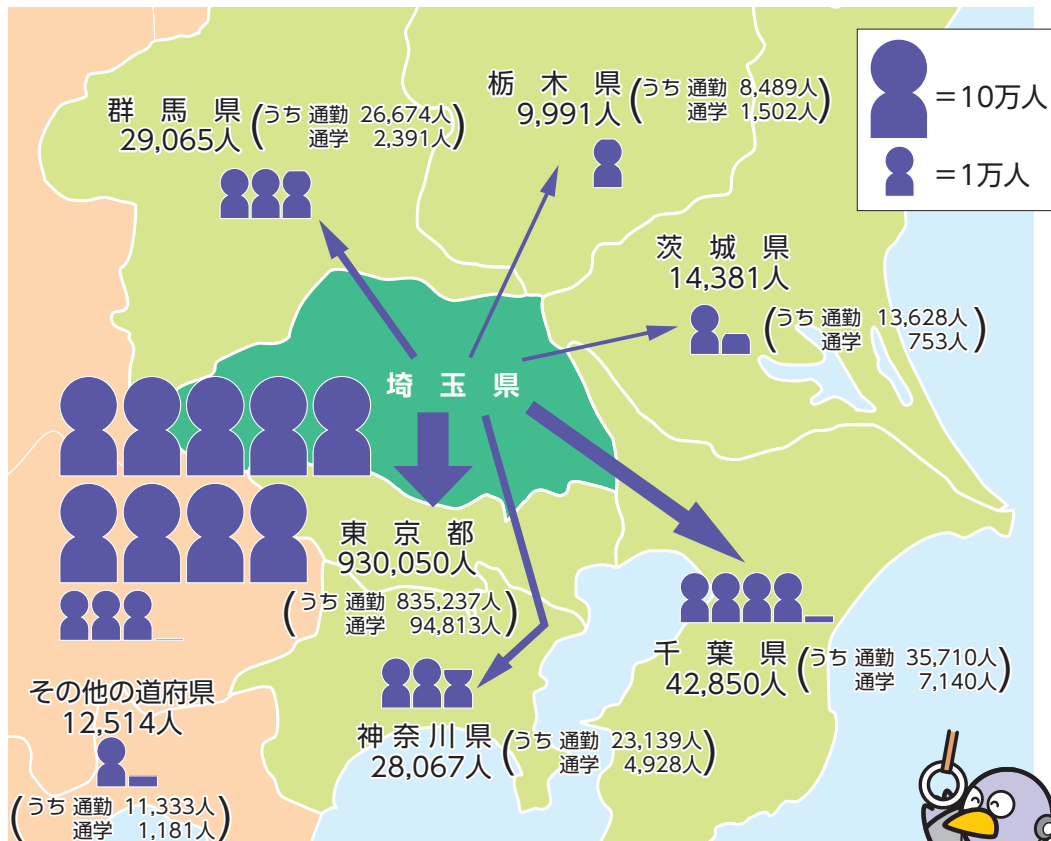 群馬県
29,065人
(うち 通勤 26,674人
通学 2,391人)
栃木県
9,991人
(うち 通勤 8,489人
通学 1,502人)
=10万人
=1万人
茨城県
14,381人
(うち 通勤 13,628人
通学 753人)
埼玉県
東京都
930,050人
(うち 通勤 835,237人
通学 94,813人)
千葉県
42,850人
(うち 通勤 35,710人
通学 7,140人)
神奈川県
28,067人
(うち 通勤 23,139人
通学 4,928人)
その他の道府県
12,514人
(うち 通勤 11,333人
通学 1,181人)